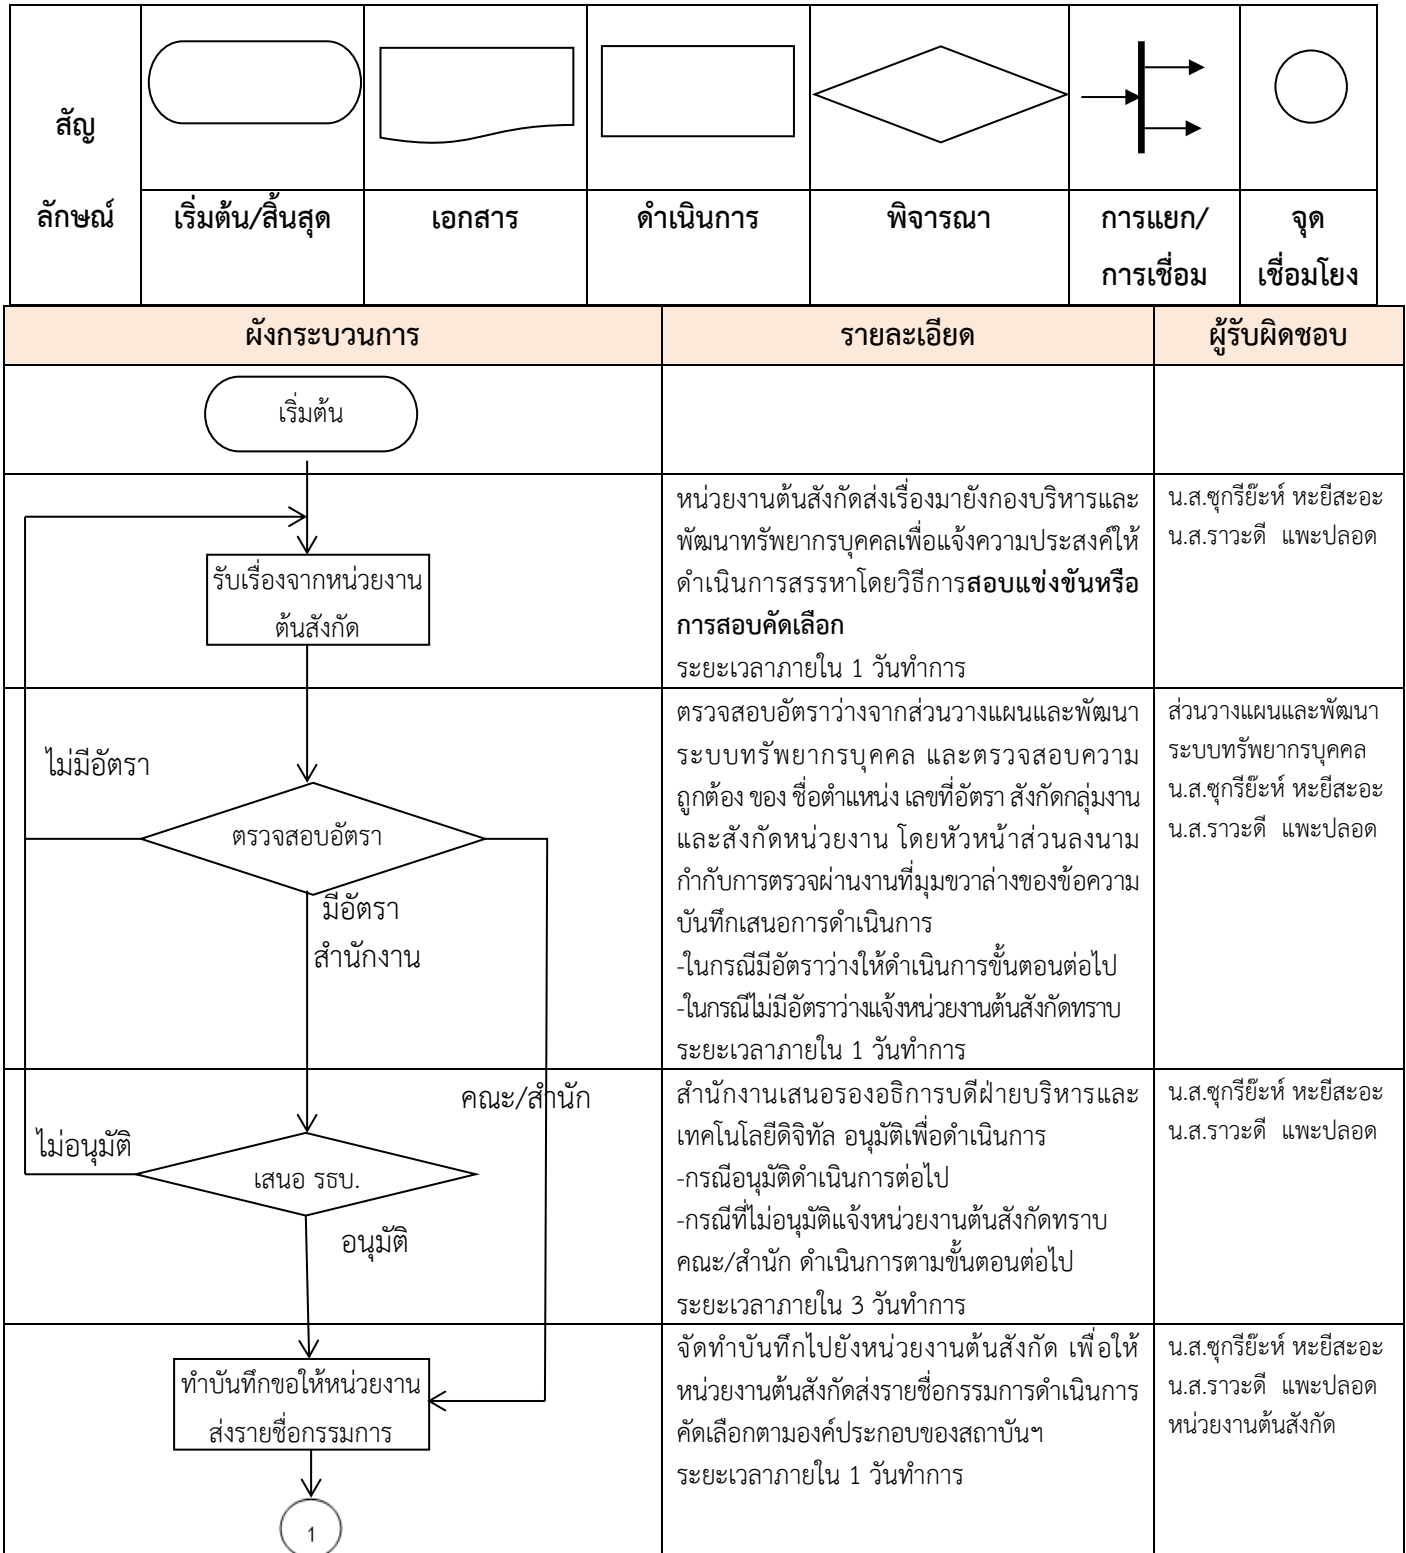 สัญ
ลักษณ์
เริ่มต้น/สิ้นสุด
เอกสาร
ดำเนินการ
พิจารณา
การแยก/
การเชื่อม
จุด
เชื่อมโยง
ผังกระบวนการ
รายละเอียด
ผู้รับผิดชอบ
เริ่มต้น
รับเรื่องจากหน่วยงาน
ต้นสังกัด
หน่วยงานต้นสังกัดส่งเรื่องมายังกองบริหารและ
พัฒนาทรัพยากรบุคคลเพื่อแจ้งความประสงค์ให้
ดำเนินการสรรหาโดยวิธีการสอบแข่งขันหรือ
การสอบคัดเลือก
ระยะเวลาภายใน 1 วันทำการ
น.ส.ซุกรีย๊ะห์ หะยีสะอะ
น.ส.ราวะดี แพะปลอด
ไม่มีอัตรา
ตรวจสอบอัตรา
มีอัตรา
สำนักงาน
ตรวจสอบอัตราว่างจากส่วนวางแผนและพัฒนา
ระบบทรัพยากรบุคคล และตรวจสอบความ
ถูกต้อง ของ ชื่อตำแหน่ง เลขที่อัตรา สังกัดกลุ่มงาน
และสังกัดหน่วยงาน โดยหัวหน้าส่วนลงนาม
กำกับการตรวจผ่านงานที่มุมขวาล่างของข้อความ
บันทึกเสนอการดำเนินการ
-ในกรณีมีอัตราว่างให้ดำเนินการขั้นตอนต่อไป
-ในกรณีไม่มีอัตราว่างแจ้งหน่วยงานต้นสังกัดทราบ
ระยะเวลาภายใน 1 วันทำการ
ส่วนวางแผนและพัฒนา
ระบบทรัพยากรบุคคล
น.ส.ซุกรีย๊ะห์ หะยีสะอะ
น.ส.ราวะดี แพะปลอด
คณะ/สำนัก
ไม่อนุมัติ
เสนอ รธบ.
อนุมัติ
สำนักงานเสนอรองอธิการบดีฝ่ายบริหารและ
เทคโนโลยีดิจิทัล อนุมัติเพื่อดำเนินการ
-กรณีอนุมัติดำเนินการต่อไป
-กรณีที่ไม่อนุมัติแจ้งหน่วยงานต้นสังกัดทราบ
คณะ/สำนัก ดำเนินการตามขั้นตอนต่อไป
ระยะเวลาภายใน 3 วันทำการ
น.ส.ซุกรีย๊ะห์ หะยีสะอะ
น.ส.ราวะดี แพะปลอด
ทำบันทึกขอให้หน่วยงาน
ส่งรายชื่อกรรมการ
1
จัดทำบันทึกไปยังหน่วยงานต้นสังกัด เพื่อให้
หน่วยงานต้นสังกัดส่งรายชื่อกรรมการดำเนินการ
คัดเลือกตามองค์ประกอบของสถาบันฯ
ระยะเวลาภายใน 1 วันทำการ
น.ส.ซุกรีย๊ะห์ หะยีสะอะ
น.ส.ราวะดี แพะปลอด
หน่วยงานต้นสังกัด